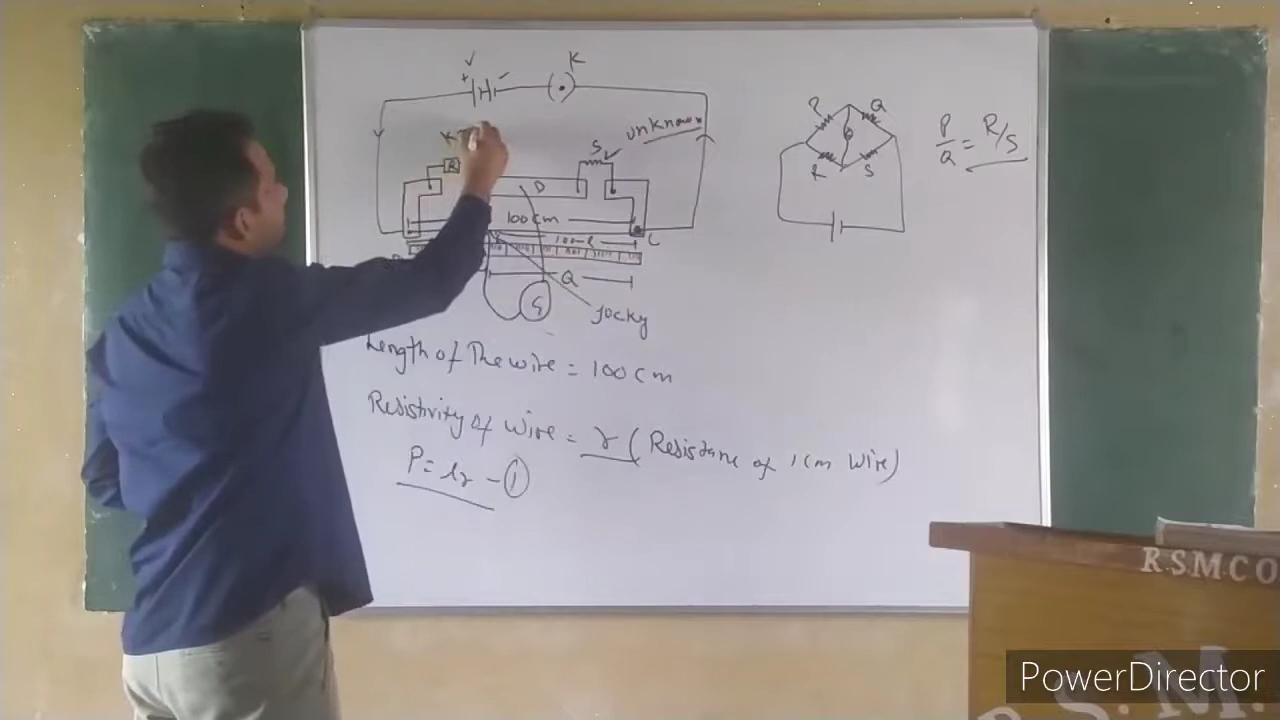 V
+ -
K
K
R
S
unknown
D
100 cm
100-l
C
Q
G
Jocky
P
Q
G
R
S
P/Q = R/S
Length of The wire = 100 cm
Resistivity of wire = r (Resistance of 1 cm wire)
P = lr - ①
RSMCO
R.S.M.
PowerDirector